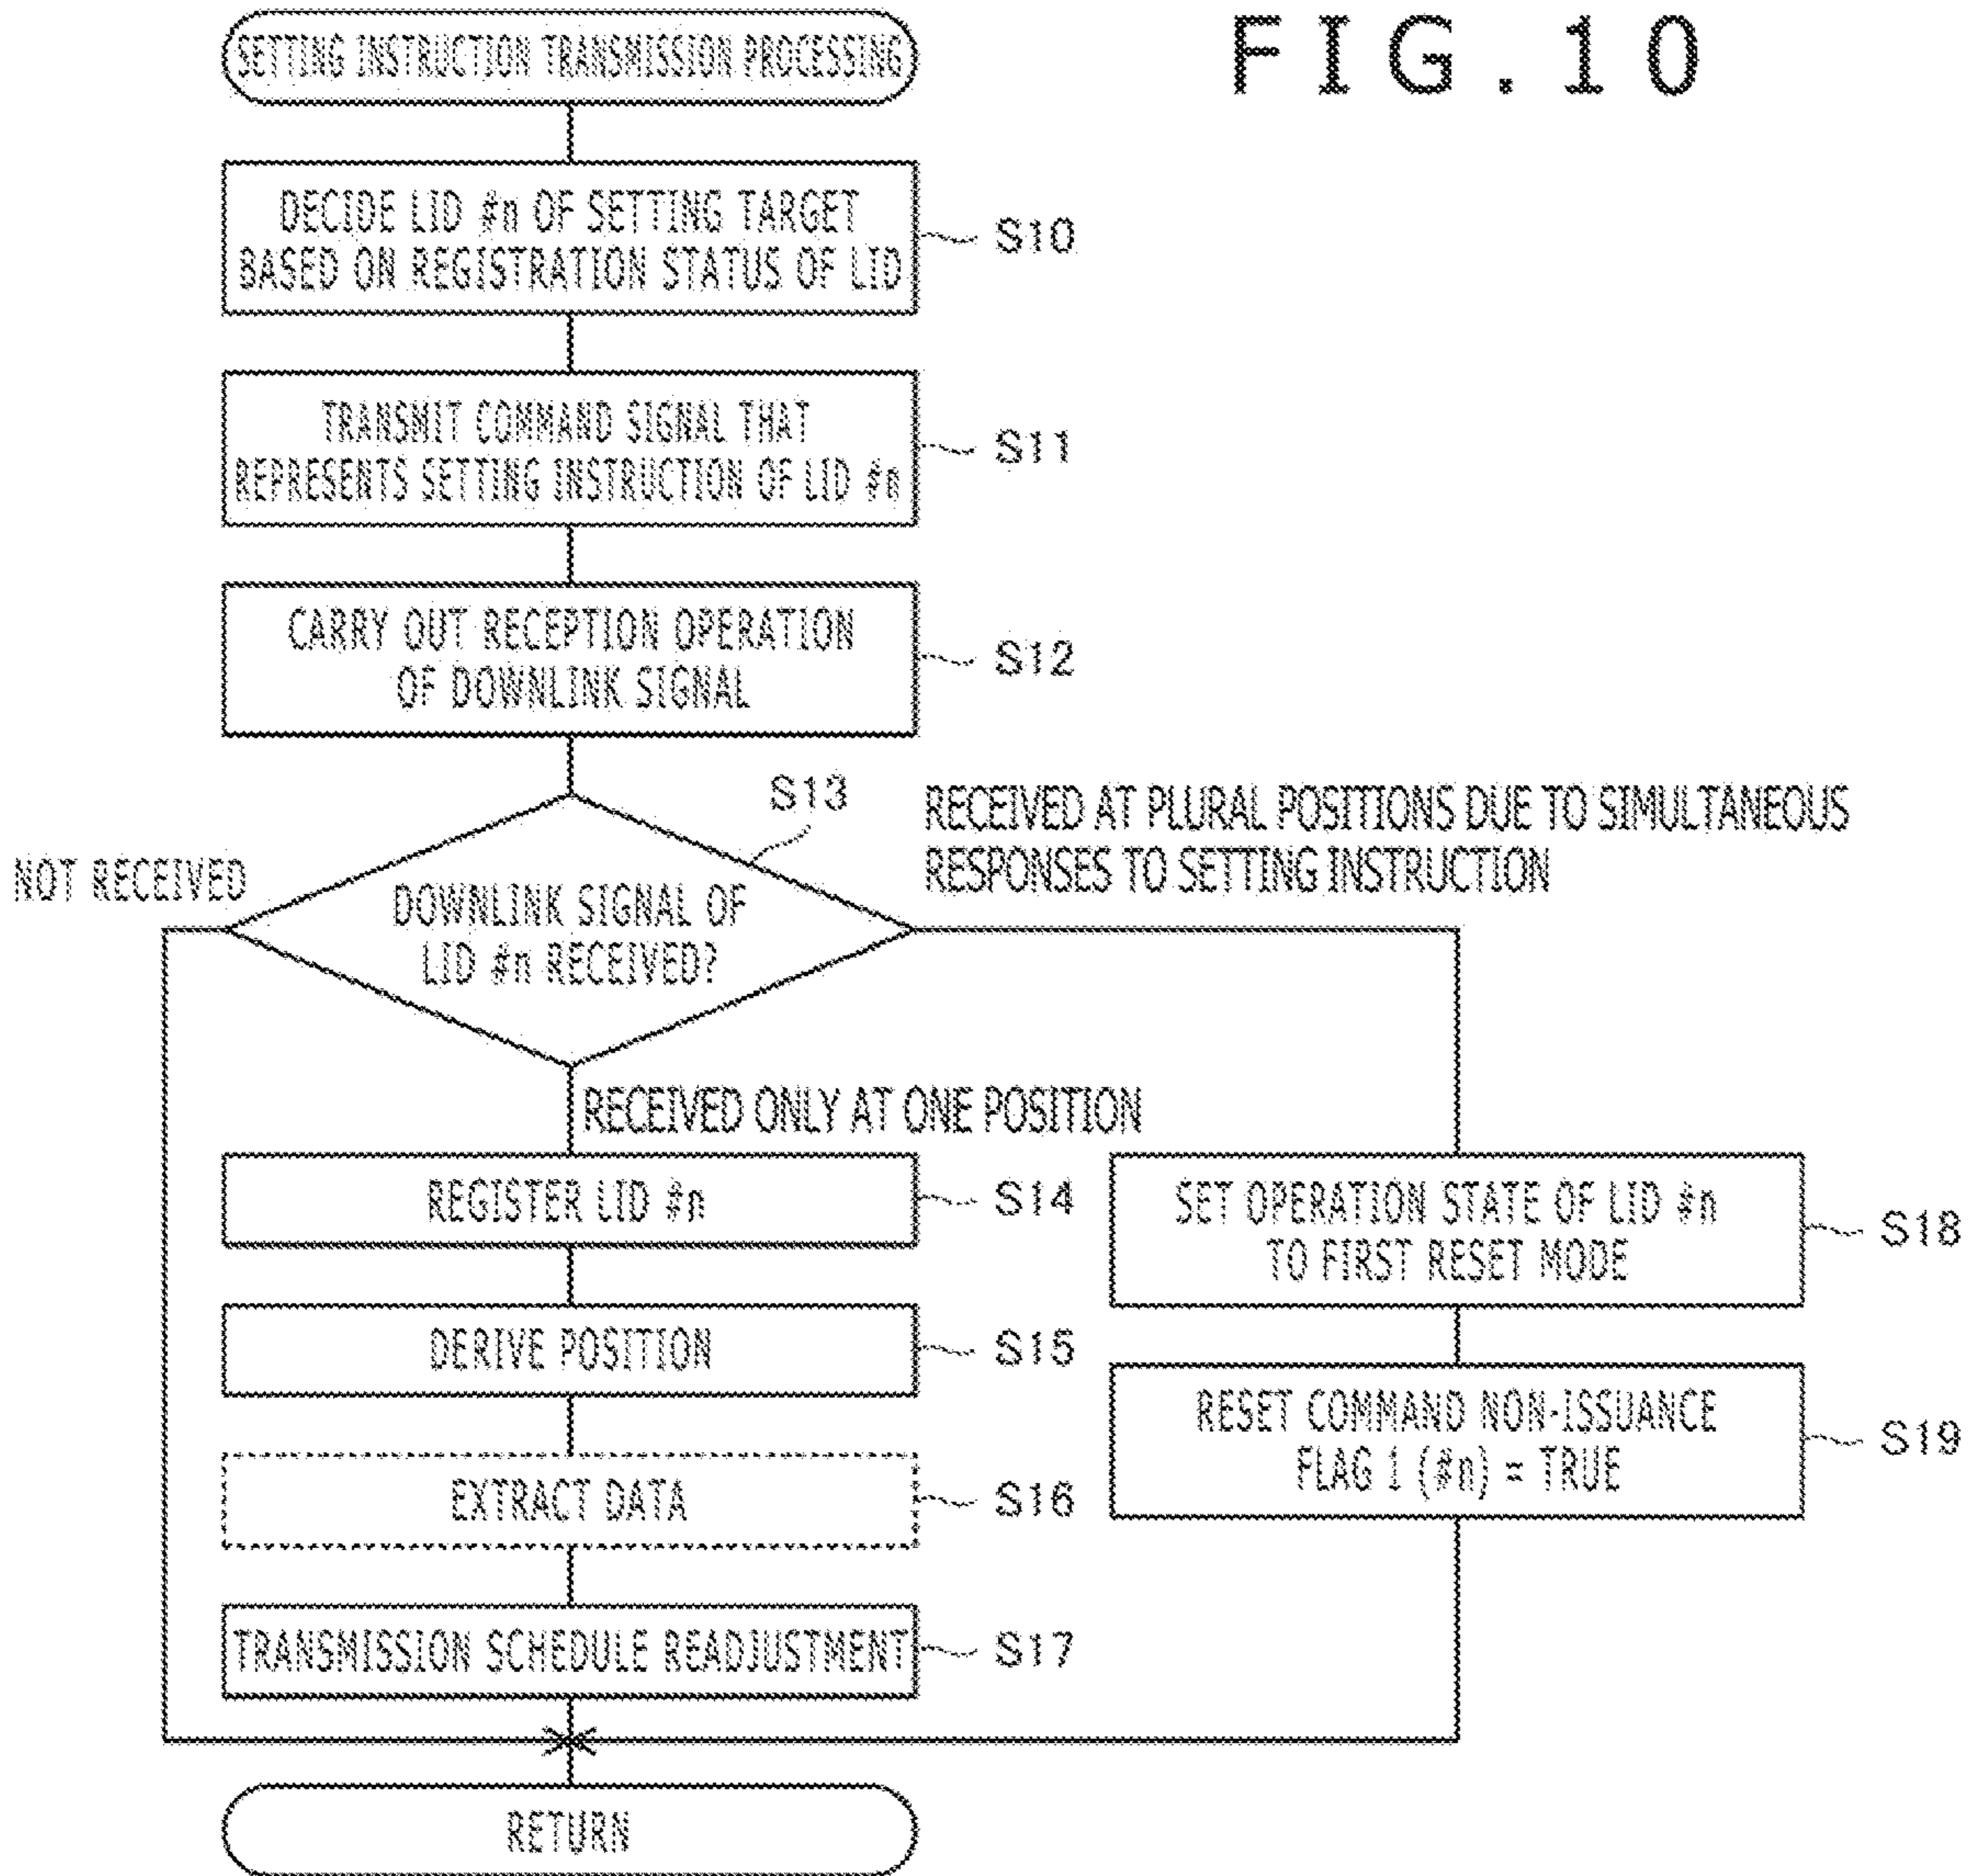 FIG.10
SETTING INSTRUCTION TRANSMISSION PROCESSING
DECIDE LID #n OF SETTING TARGET
BASED ON REGISTRATION STATUS OF LID
S10
TRANSMIT COMMAND SIGNAL THAT
REPRESENTS SETTING INSTRUCTION OF LID #n
S11
CARRY OUT RECEPTION OPERATION
OF DOWNLINK SIGNAL
S12
S13
RECEIVED AT PLURAL POSITIONS DUE TO SIMULTANEOUS
RESPONSES TO SETTING INSTRUCTION
NOT RECEIVED
DOWNLINK SIGNAL OF
LID #n RECEIVED?
RECEIVED ONLY AT ONE POSITION
REGISTER LID #n
S14
DERIVE POSITION
S15
EXTRACT DATA
S16
TRANSMISSION SCHEDULE READJUSTMENT
S17
SET OPERATION STATE OF LID #n
TO FIRST RESET MODE
S18
RESET COMMAND NON-ISSUANCE
FLAG 1 (#n) = TRUE
S19
RETURN